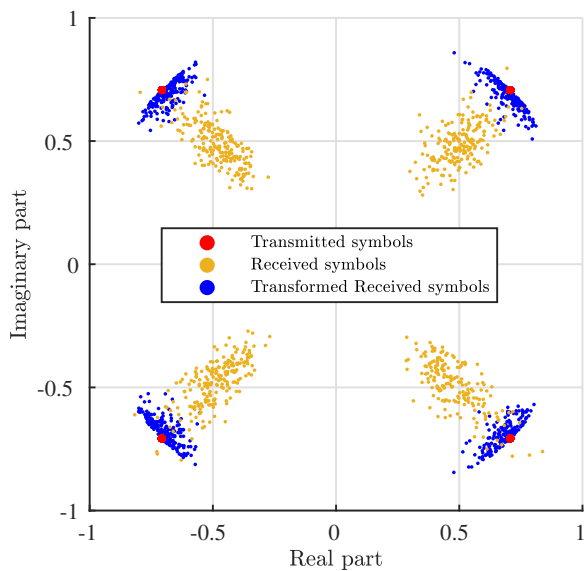 1
0.5
0
-0.5
-1
Imaginary part
Transmitted symbols
Received symbols
Transformed Received symbols
-1
-0.5
0
0.5
1
Real part